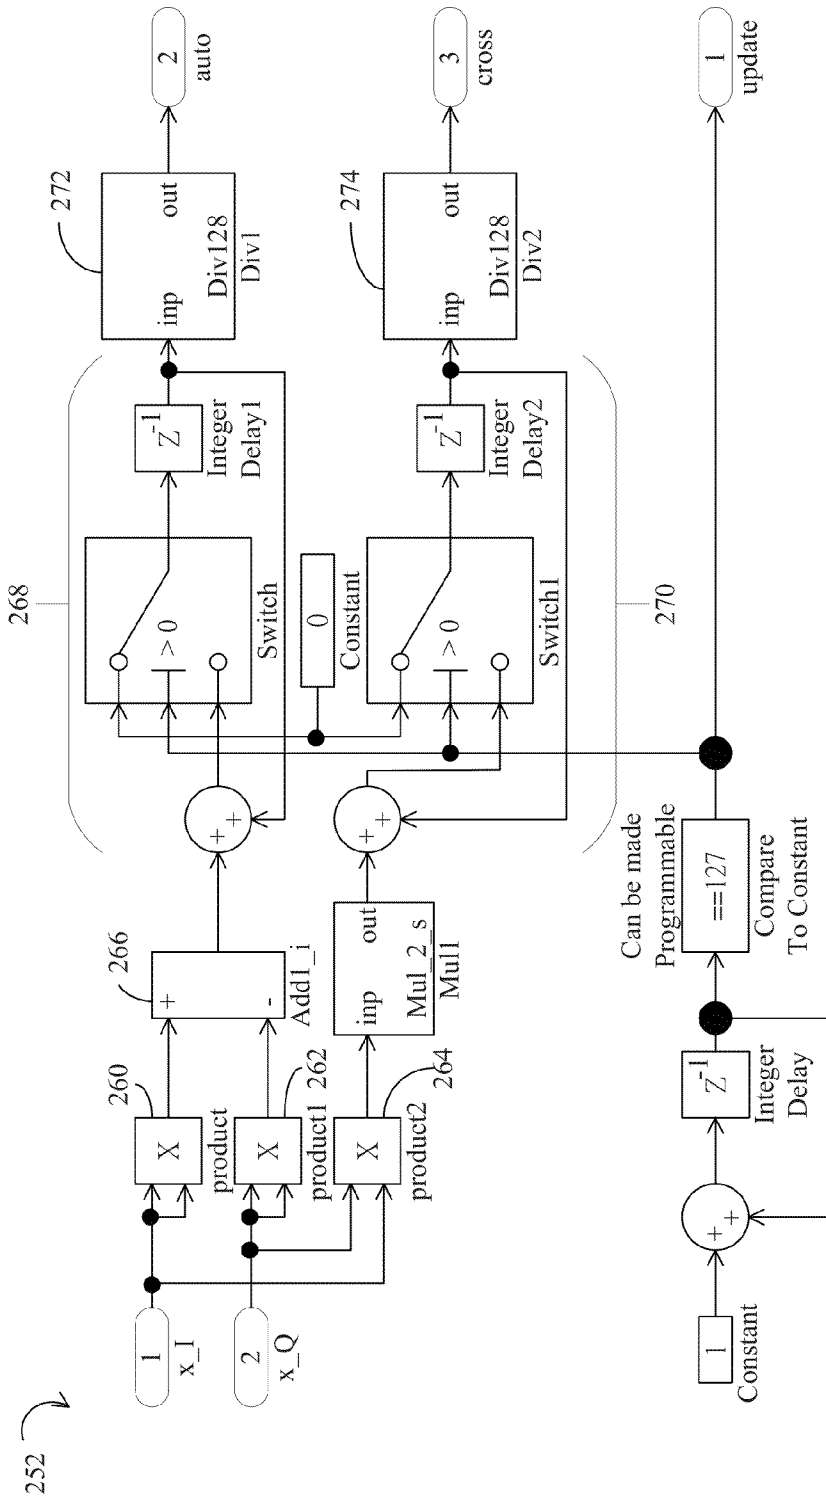 252
1
x_I
2
x_Q
260
X
product
262
X
product1
264
X
product2
266
+
-
Add1_i
inp
out
Mul_2_s
Mul1
+
+
+
+
268
> 0
Switch
0
Constant
> 0
Switch1
270
Z-1
Integer
Delay1
Z-1
Integer
Delay2
272
inp
out
Div128
Div1
274
inp
out
Div128
Div2
2
auto
3
cross
1
Constant
+
+
Z-1
Integer
Delay
Can be made
Programmable
==127
Compare
To Constant
1
update